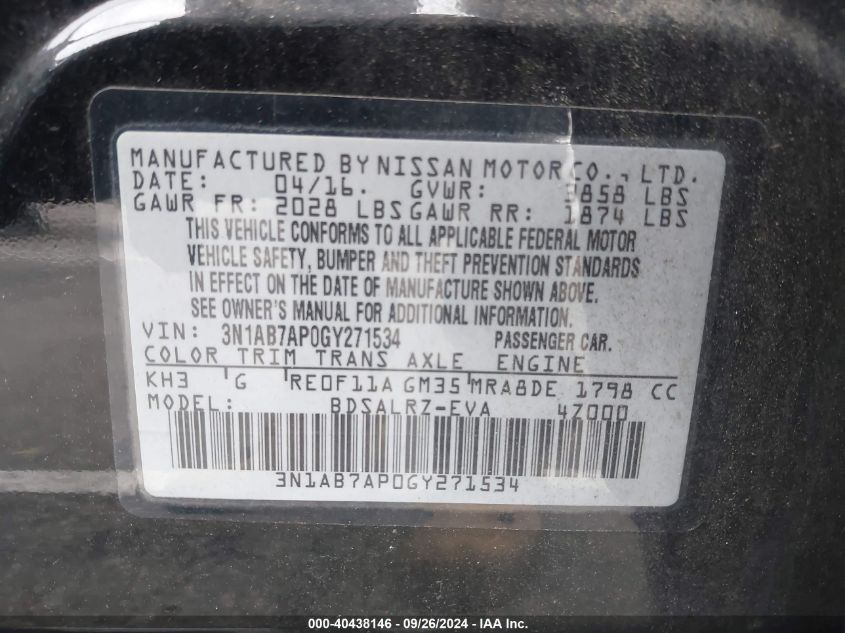 MANUFACTURED BY NISSAN MOTOR CO., LTD.
DATE: 04/16. GVWR: 3858 LBS
GAWR FR: 2028 LBS GAWR RR: 1874 LBS
THIS VEHICLE CONFORMS TO ALL APPLICABLE FEDERAL MOTOR
VEHICLE SAFETY, BUMPER AND THEFT PREVENTION STANDARDS
IN EFFECT ON THE DATE OF MANUFACTURE SHOWN ABOVE.
SEE OWNER'S MANUAL FOR ADDITIONAL INFORMATION.
VIN: 3N1AB7AP0GY271534 PASSENGER CAR.
COLOR TRIM TRANS AXLE ENGINE
KH3 G RE0F11A GM35 MRA8DE 1798 CC
MODEL: BDSALRZ-EVA 4Z000
3N1AB7AP0GY271534
000-40438146 - 09/26/2024 - IAA Inc.